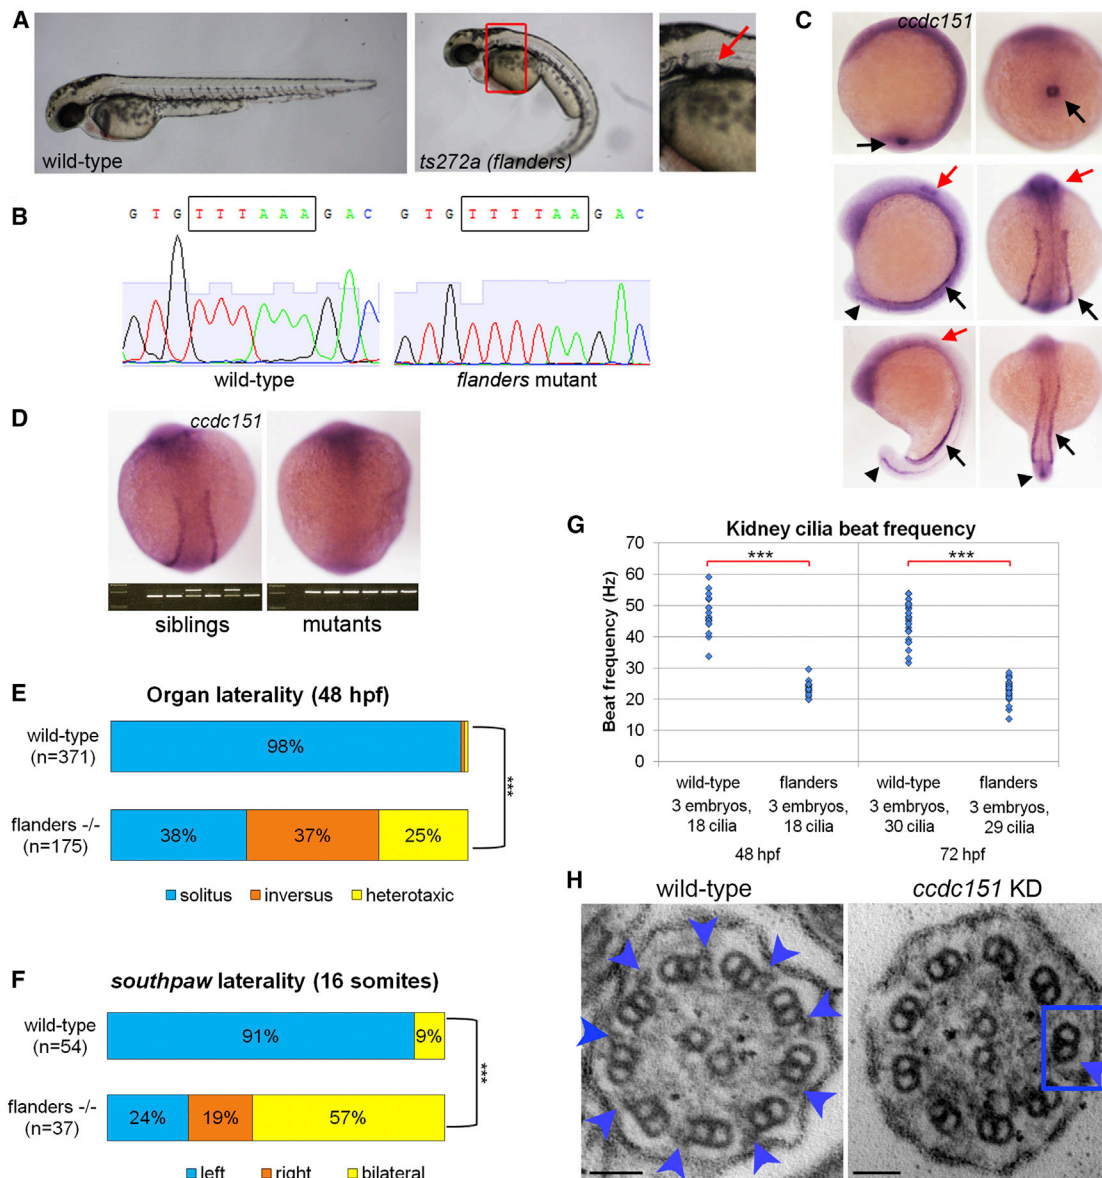 A
wild-type
ts272a (flanders)
B
G T G T T T A A A G A C
G T G T T T T A A G A C
wild-type
flanders mutant
C
ccdc151
D
ccdc151
siblings
mutants
E
Organ laterality (48 hpf)
wild-type
(n=371)
98%
***
flanders -/-
(n=175)
38%
37%
25%
solitus
inversus
heterotaxic
F
southpaw laterality (16 somites)
wild-type
(n=54)
91%
9%
***
flanders -/-
(n=37)
24%
19%
57%
left
right
bilateral
G
Kidney cilia beat frequency
Beat frequency (Hz)
70
60
50
40
30
20
10
0
***
***
wild-type
3 embryos,
18 cilia
flanders
3 embryos,
18 cilia
wild-type
3 embryos,
30 cilia
flanders
3 embryos,
29 cilia
48 hpf
72 hpf
H
wild-type
ccdc151 KD